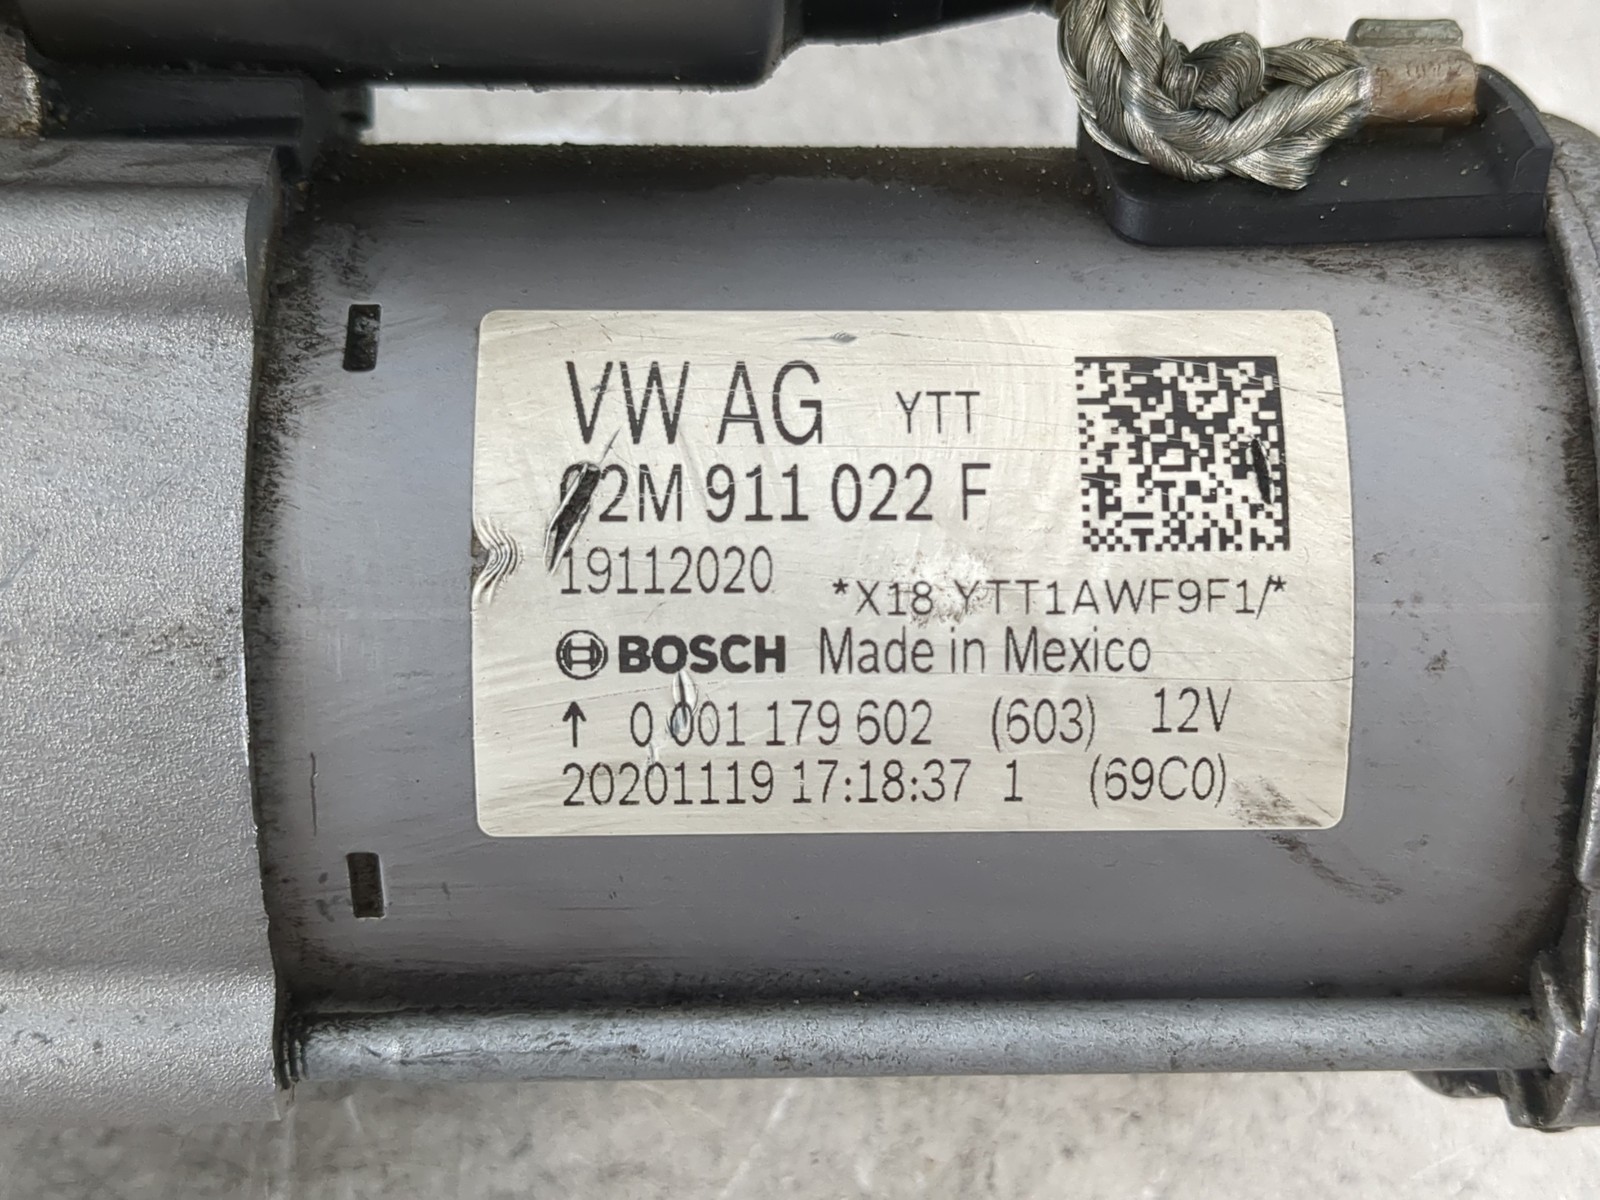 VW AG YTT
02M 911 022 F
19112020
*X18 YTT1AWF9F1/*
BOSCH Made in Mexico
↑ 0 001 179 602 (603) 12V
20201119 17:18:37 1 (69C0)